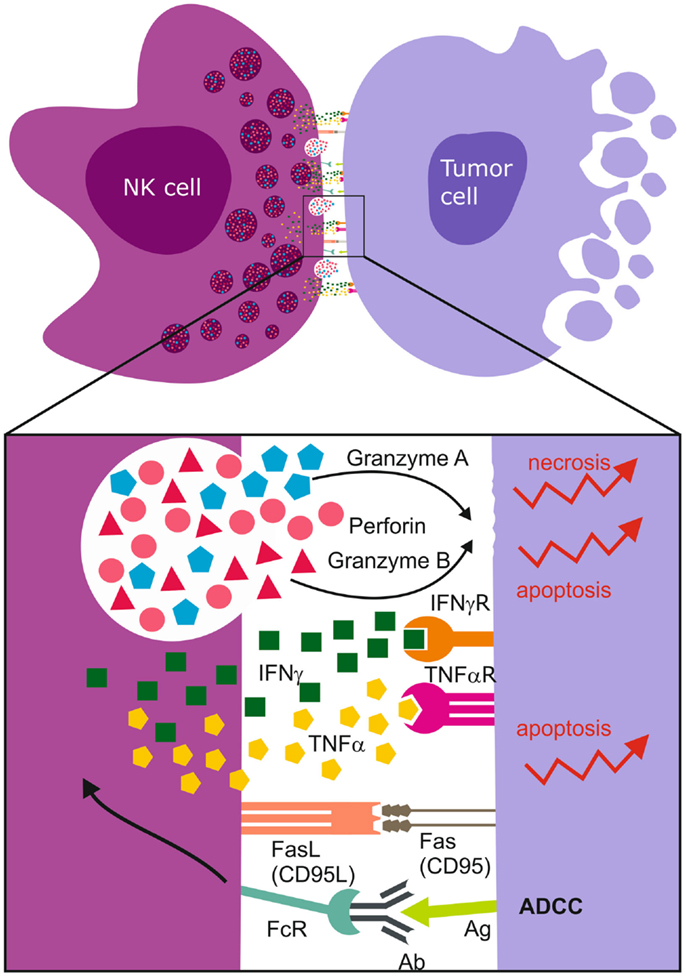 NK cell
Tumor
cell
Granzyme A
necrosis
Perforin
Granzyme B
apoptosis
IFNγR
IFNγ
TNFαR
TNFα
apoptosis
FasL
(CD95L)
Fas
(CD95)
FcR
Ab
Ag
ADCC